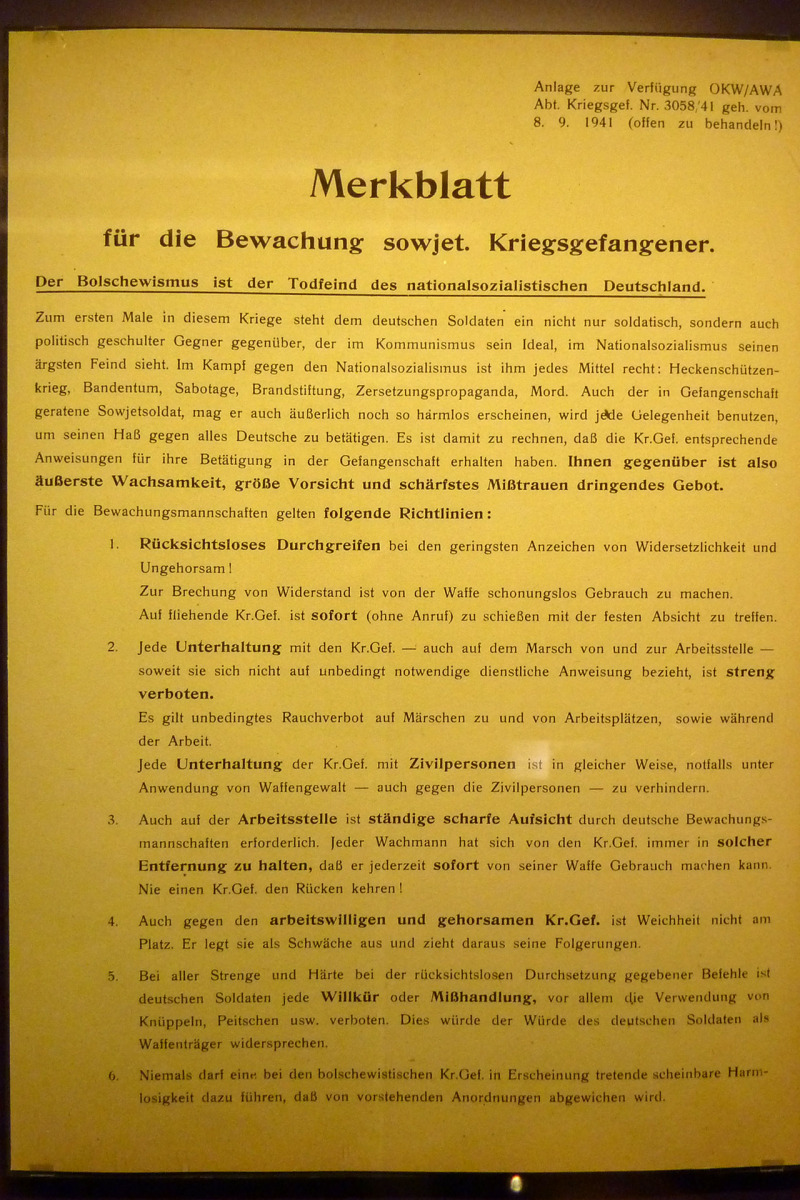 Anlage zur Verfügung OKW/AWA
Abt. Kriegsgef. Nr. 3058/41 geh. vom
8. 9. 1941 (offen zu behandeln!)
Merkblatt
für die Bewachung sowjet. Kriegsgefangener.
Der Bolschewismus ist der Todfeind des nationalsozialistischen Deutschland.
Zum ersten Male in diesem Kriege steht dem deutschen Soldaten ein nicht nur soldatisch, sondern auch
politisch geschulter Gegner gegenüber, der im Kommunismus sein Ideal, im Nationalsozialismus seinen
ärgsten Feind sieht. Im Kampf gegen den Nationalsozialismus ist ihm jedes Mittel recht: Heckenschützen-
krieg, Bandentum, Sabotage, Brandstiftung, Zersetzungspropaganda, Mord. Auch der in Gefangenschaft
geratene Sowjetsoldat, mag er auch äußerlich noch so harmlos erscheinen, wird jede Gelegenheit benutzen,
um seinen Haß gegen alles Deutsche zu betätigen. Es ist damit zu rechnen, daß die Kr.Gef. entsprechende
Anweisungen für ihre Betätigung in der Gefangenschaft erhalten haben. Ihnen gegenüber ist also
äußerste Wachsamkeit, größe Vorsicht und schärfstes Mißtrauen dringendes Gebot.
Für die Bewachungsmannschaften gelten folgende Richtlinien:
1. Rücksichtsloses Durchgreifen bei den geringsten Anzeichen von Widersetzlichkeit und
Ungehorsam!
Zur Brechung von Widerstand ist von der Waffe schonungslos Gebrauch zu machen.
Auf fliehende Kr.Gef. ist sofort (ohne Anruf) zu schießen mit der festen Absicht zu treffen.
2. Jede Unterhaltung mit den Kr.Gef. — auch auf dem Marsch von und zur Arbeitsstelle —
soweit sie sich nicht auf unbedingt notwendige dienstliche Anweisung bezieht, ist streng
verboten.
Es gilt unbedingtes Rauchverbot auf Märschen zu und von Arbeitsplätzen, sowie während
der Arbeit.
Jede Unterhaltung der Kr.Gef. mit Zivilpersonen ist in gleicher Weise, notfalls unter
Anwendung von Waffengewalt — auch gegen die Zivilpersonen — zu verhindern.
3. Auch auf der Arbeitsstelle ist ständige scharfe Aufsicht durch deutsche Bewachungs-
mannschaften erforderlich. Jeder Wachmann hat sich von den Kr.Gef. immer in solcher
Entfernung zu halten, daß er jederzeit sofort von seiner Waffe Gebrauch machen kann.
Nie einen Kr.Gef. den Rücken kehren!
4. Auch gegen den arbeitswilligen und gehorsamen Kr.Gef. ist Weichheit nicht am
Platz. Er legt sie als Schwäche aus und zieht daraus seine Folgerungen.
5. Bei aller Strenge und Härte bei der rücksichtslosen Durchsetzung gegebener Befehle ist
deutschen Soldaten jede Willkür oder Mißhandlung, vor allem die Verwendung von
Knüppeln, Peitschen usw. verboten. Dies würde der Würde des deutschen Soldaten als
Waffenträger widersprechen.
6. Niemals darf eine bei den bolschewistischen Kr.Gef. in Erscheinung tretende scheinbare Harm-
losigkeit dazu führen, daß von vorstehenden Anordnungen abgewichen wird.